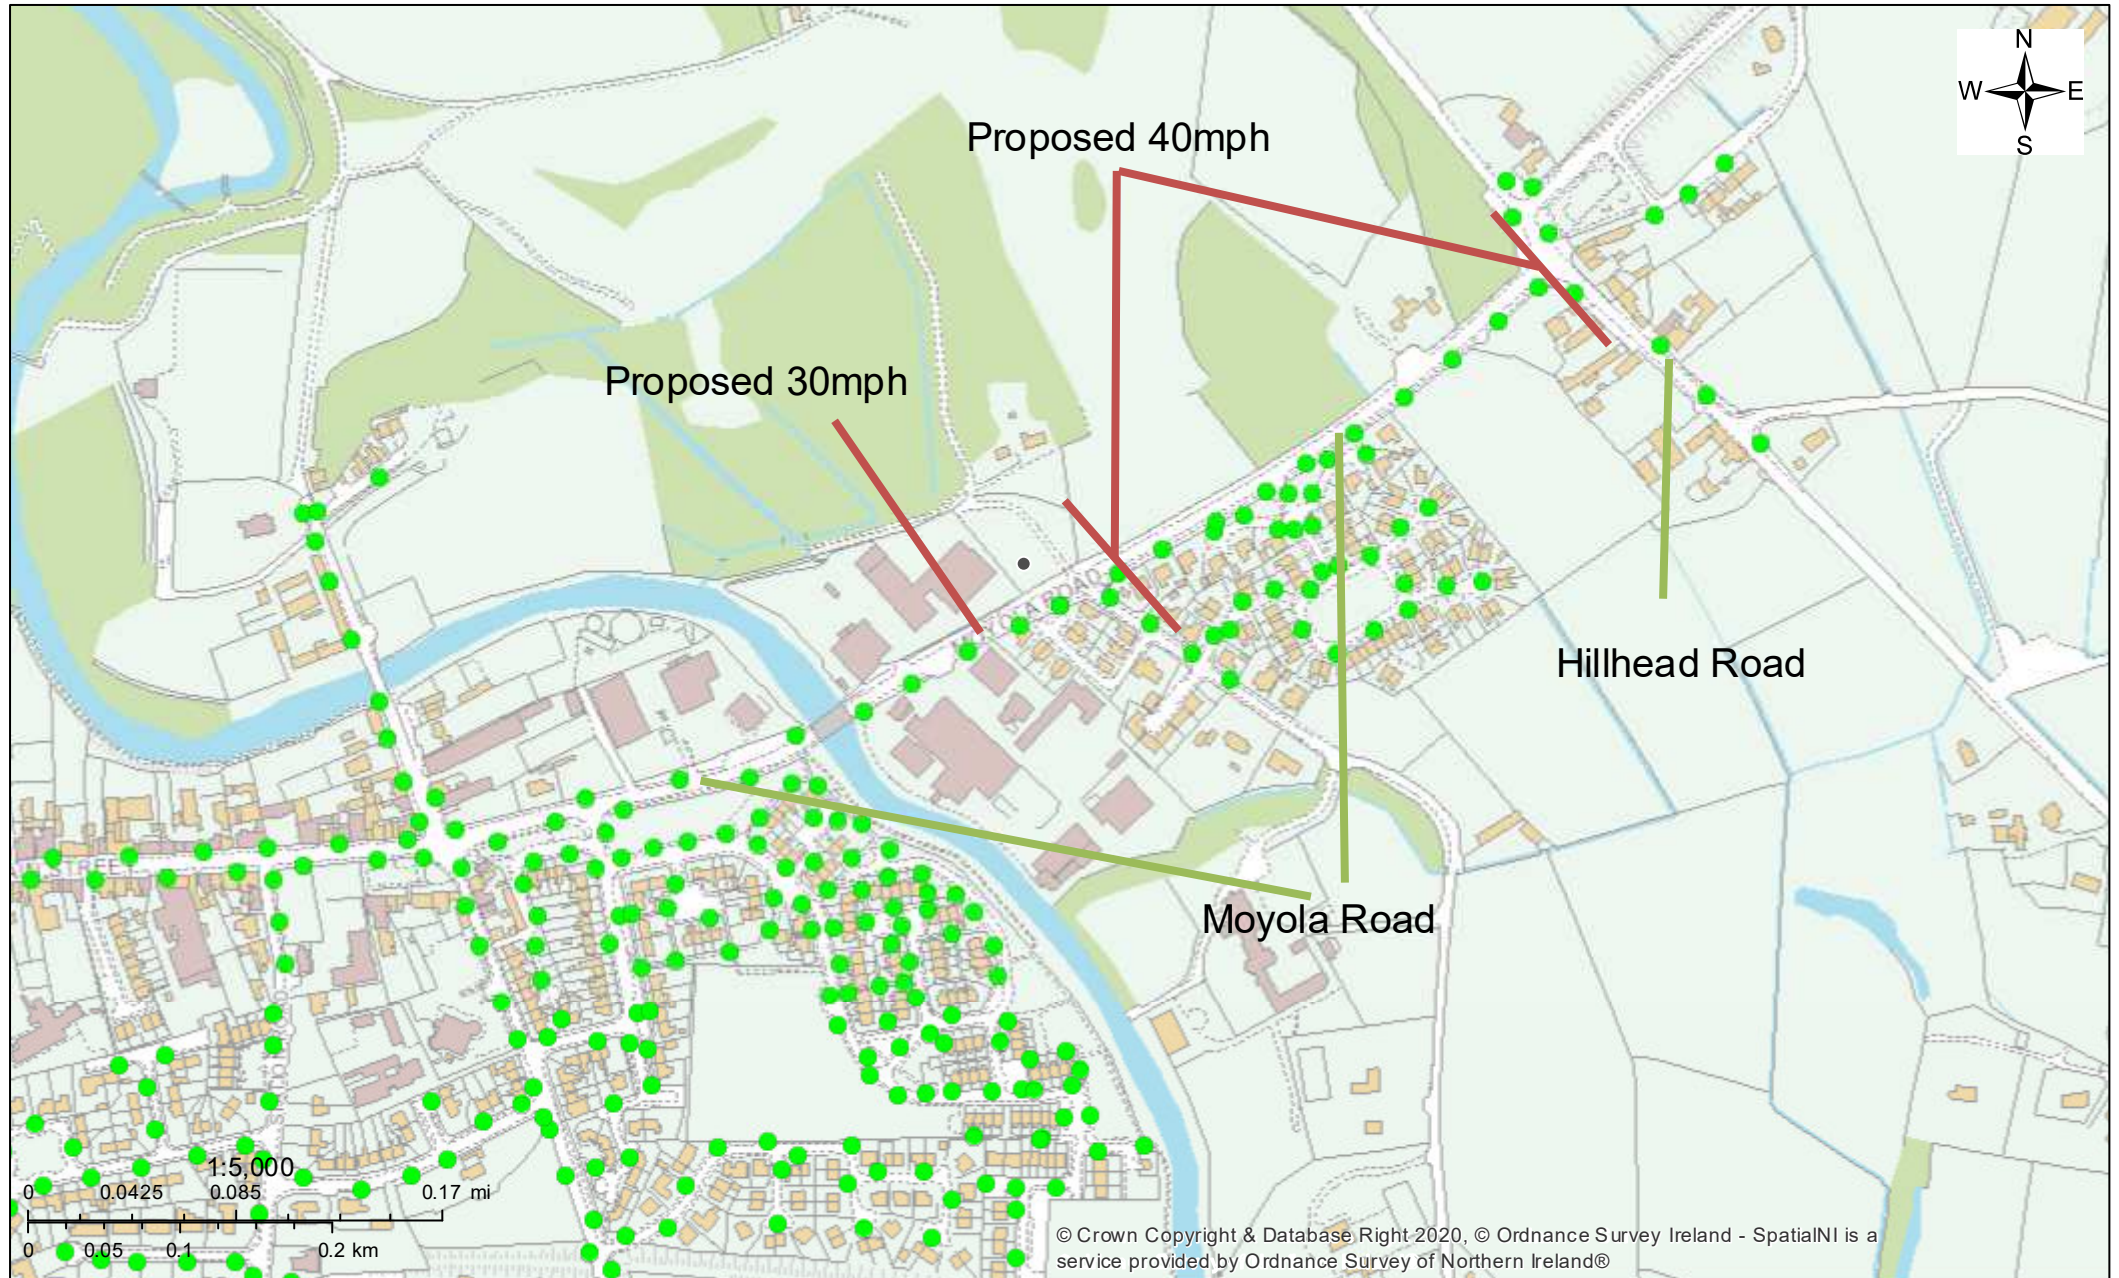 N
W E
S
Proposed 40mph
Proposed 30mph
Hillhead Road
Moyola Road
1:5,000
0 0.0425 0.085 0.17 mi
0 0.05 0.1 0.2 km
© Crown Copyright & Database Right 2020, © Ordnance Survey Ireland - SpatialNI is a
service provided by Ordnance Survey of Northern Ireland®